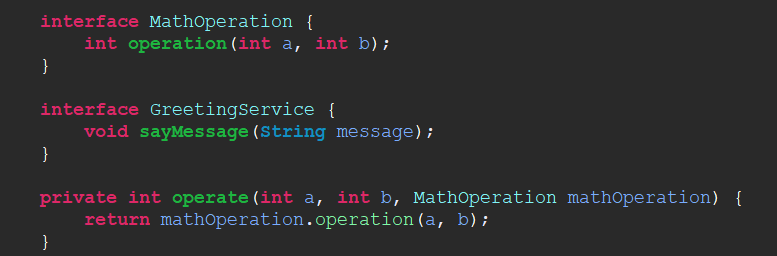 interface MathOperation {
    int operation(int a, int b);
}

interface GreetingService {
    void sayMessage(String message);
}

private int operate(int a, int b, MathOperation mathOperation) {
    return mathOperation.operation(a, b);
}